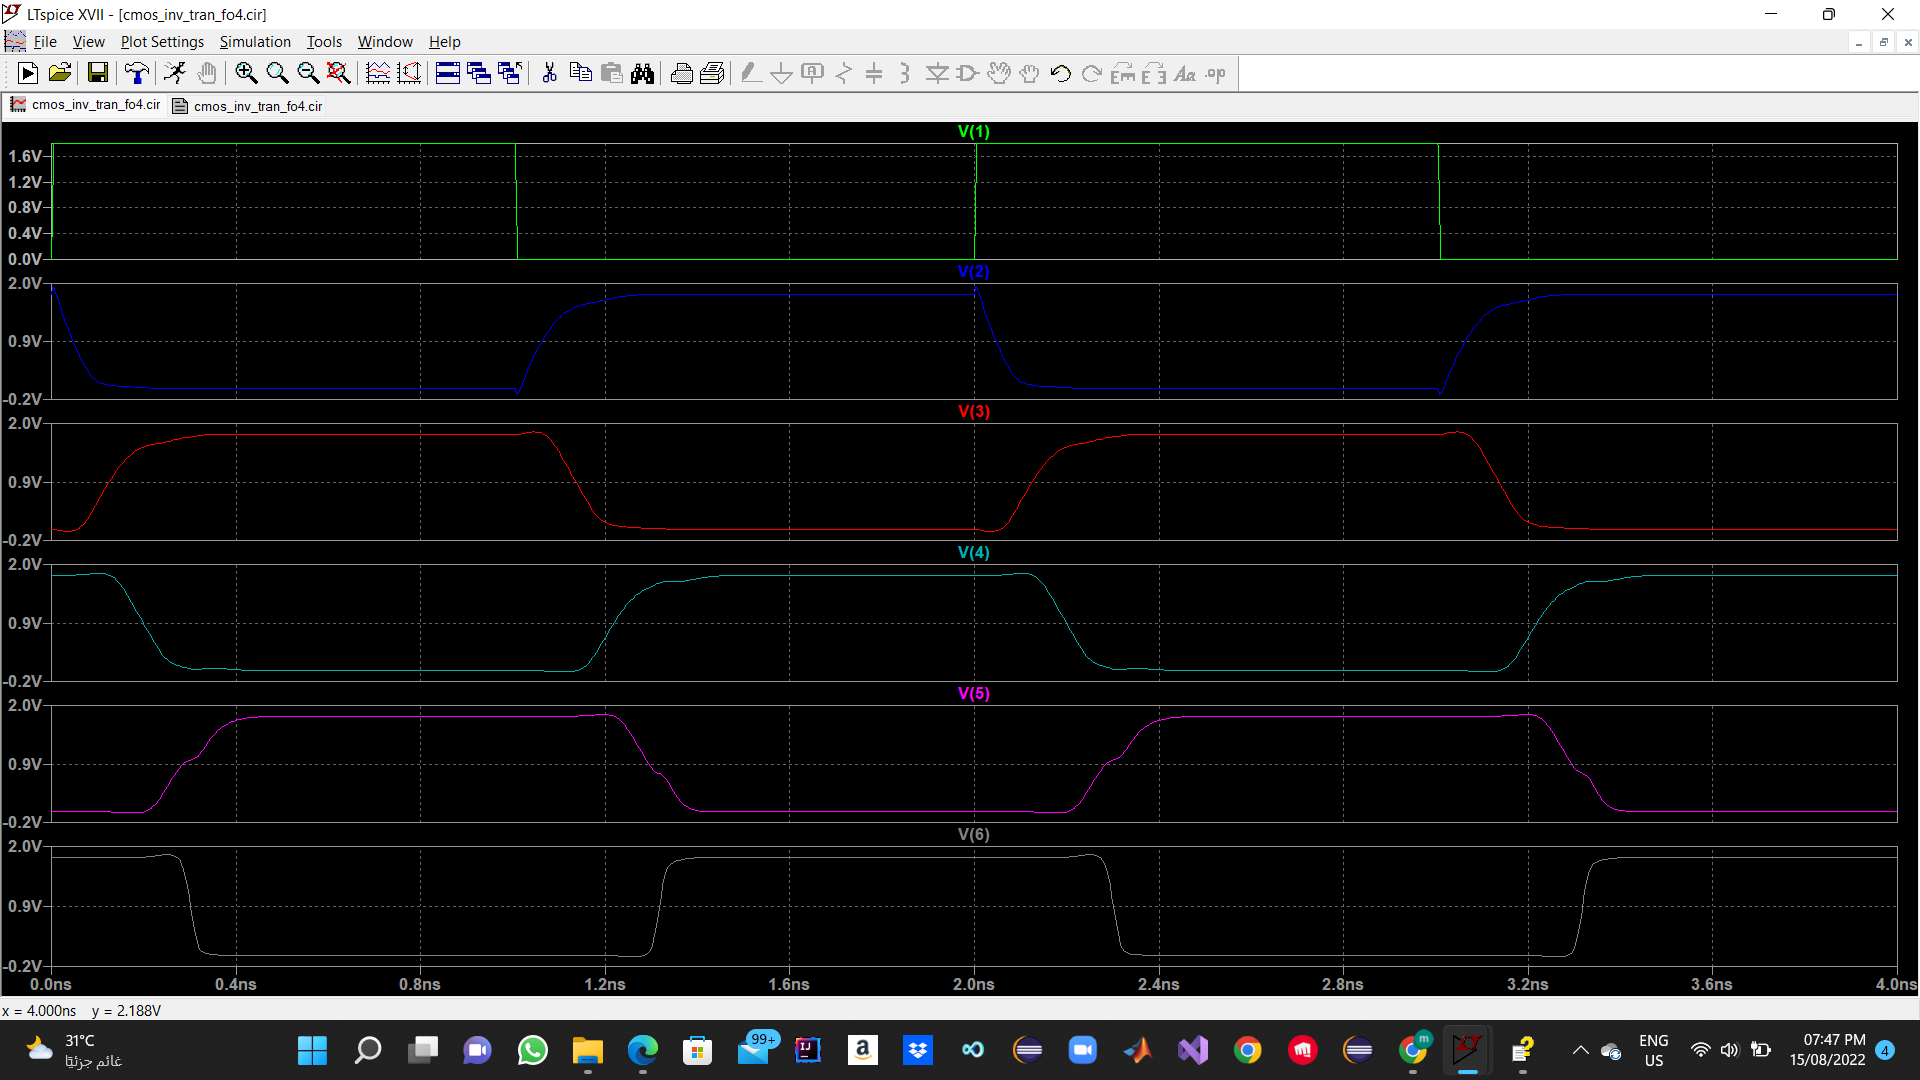 LTspice XVII - [cmos_inv_tran_fo4.cir]
File View Plot Settings Simulation Tools Window Help
cmos_inv_tran_fo4.cir cmos_inv_tran_fo4.cir
V(1)
1.6V
1.2V
0.8V
0.4V
0.0V
V(2)
2.0V
0.9V
-0.2V
V(3)
2.0V
0.9V
-0.2V
V(4)
2.0V
0.9V
-0.2V
V(5)
2.0V
0.9V
-0.2V
V(6)
2.0V
0.9V
-0.2V
0.0ns 0.4ns 0.8ns 1.2ns 1.6ns 2.0ns 2.4ns 2.8ns 3.2ns 3.6ns 4.0ns
x = 4.000ns y = 2.188V
31°C
غائم جزئيًا
99+
ENG
US
07:47 PM
15/08/2022
4